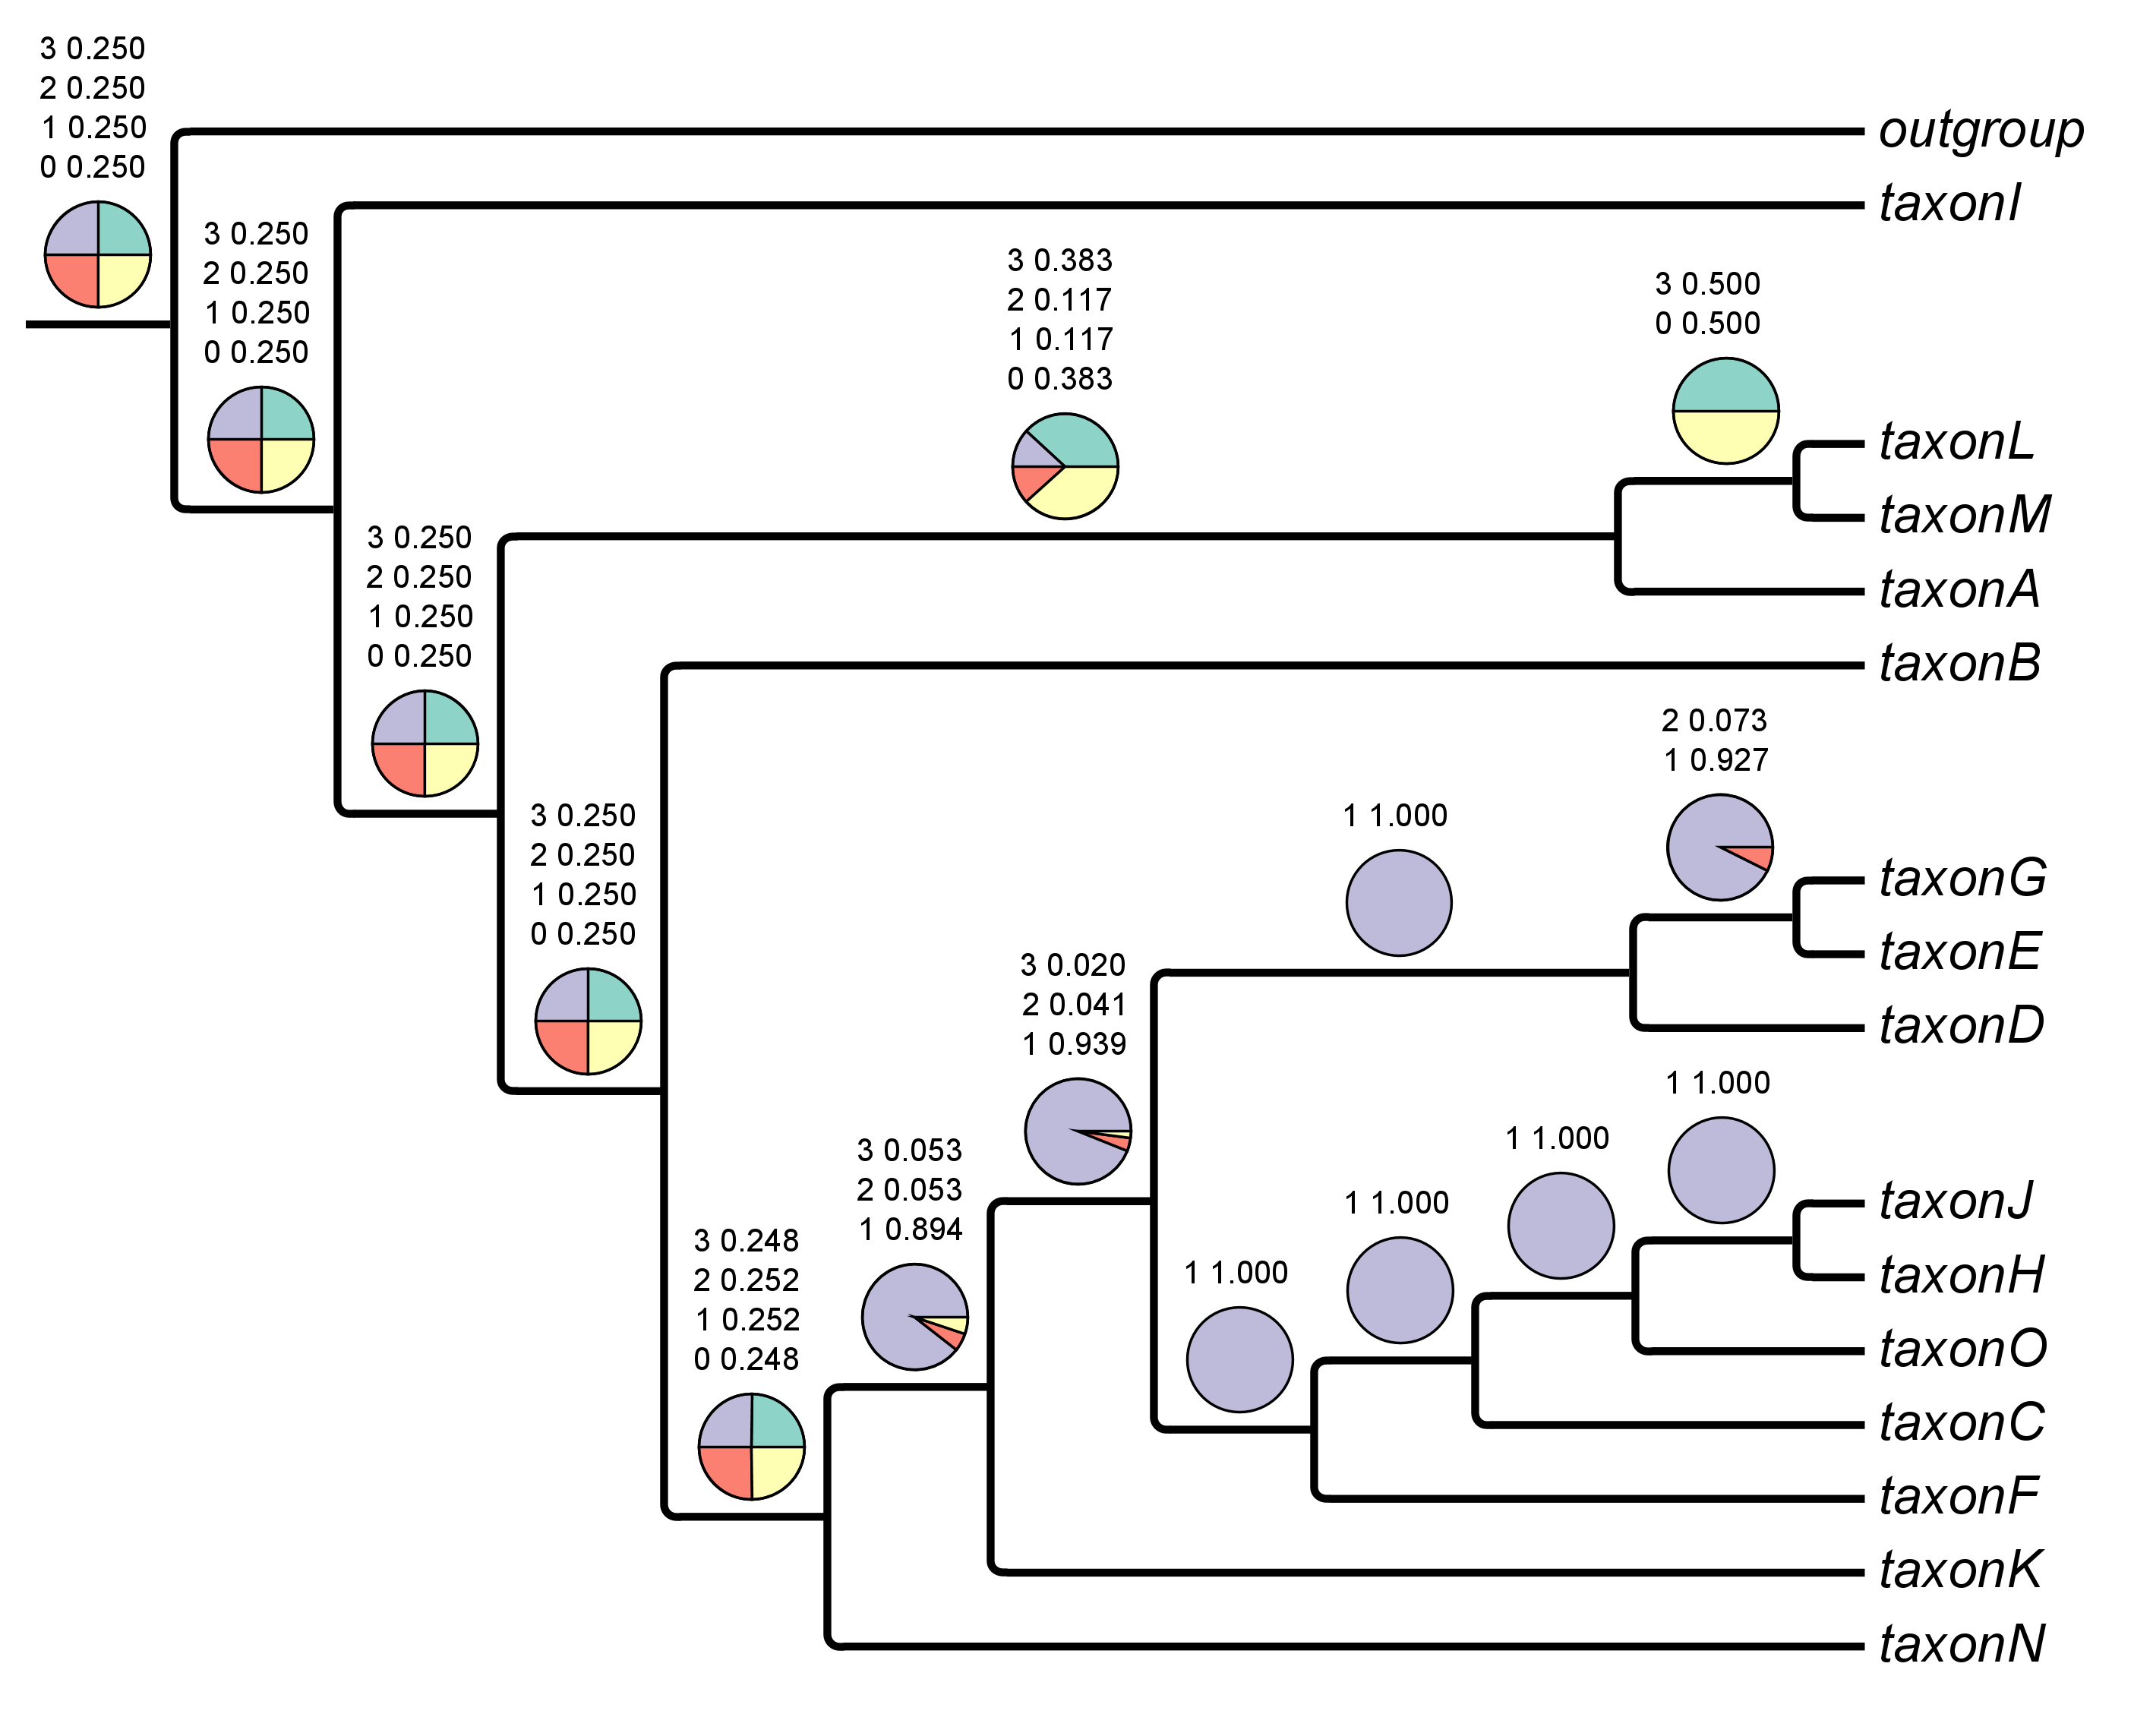 3 0.250
2 0.250
1 0.250
0 0.250
outgroup
taxonI
3 0.250
2 0.250
1 0.250
0 0.250
3 0.383
2 0.117
1 0.117
0 0.383
3 0.500
0 0.500
taxonL
taxonM
taxonA
3 0.250
2 0.250
1 0.250
0 0.250
taxonB
2 0.073
1 0.927
3 0.250
2 0.250
1 0.250
0 0.250
1 1.000
taxonG
taxonE
taxonD
3 0.020
2 0.041
1 0.939
1 1.000
1 1.000
1 1.000
1 1.000
taxonJ
taxonH
taxonO
taxonC
taxonF
3 0.053
2 0.053
1 0.894
3 0.248
2 0.252
1 0.252
0 0.248
taxonK
taxonN